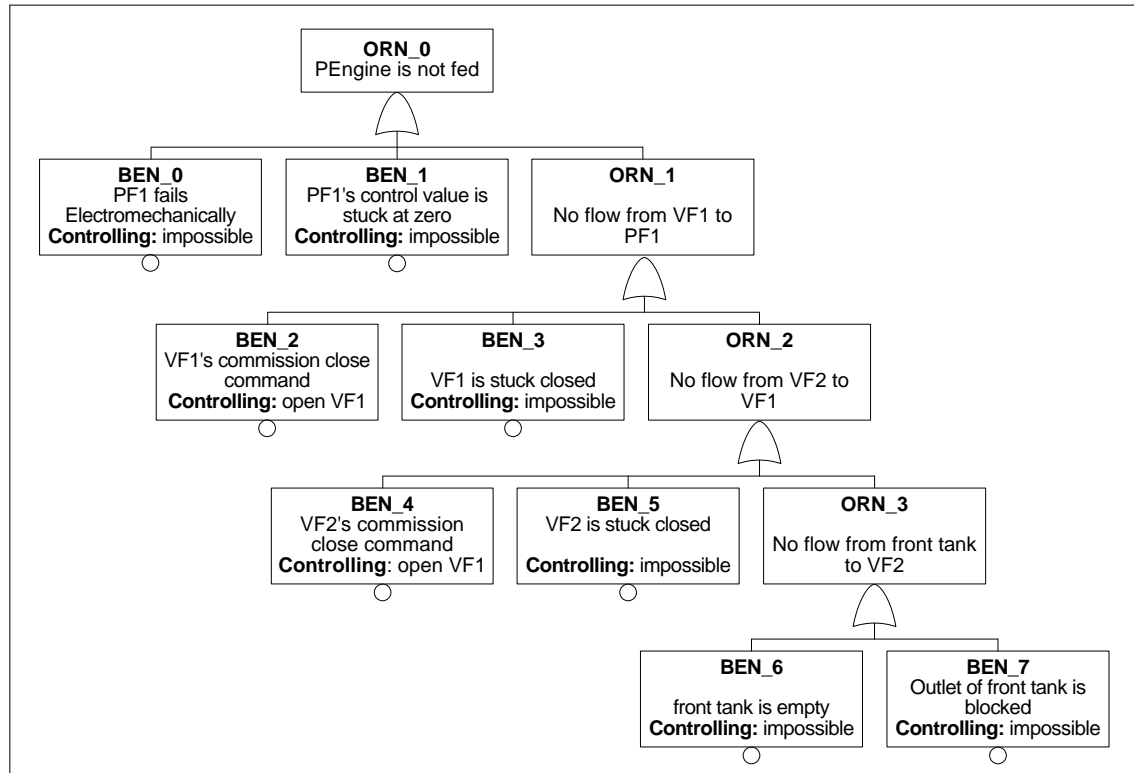 ORN_0
PEngine is not fed
BEN_0
PF1 fails
Electromechanically
Controlling: impossible
BEN_1
PF1's control value is
stuck at zero
Controlling: impossible
ORN_1
No flow from VF1 to
PF1
BEN_2
VF1's commission close
command
Controlling: open VF1
BEN_3
VF1 is stuck closed
Controlling: impossible
ORN_2
No flow from VF2 to
VF1
BEN_4
VF2's commission
close command
Controlling: open VF1
BEN_5
VF2 is stuck closed
Controlling: impossible
ORN_3
No flow from front tank
to VF2
BEN_6
front tank is empty
Controlling: impossible
BEN_7
Outlet of front tank is
blocked
Controlling: impossible